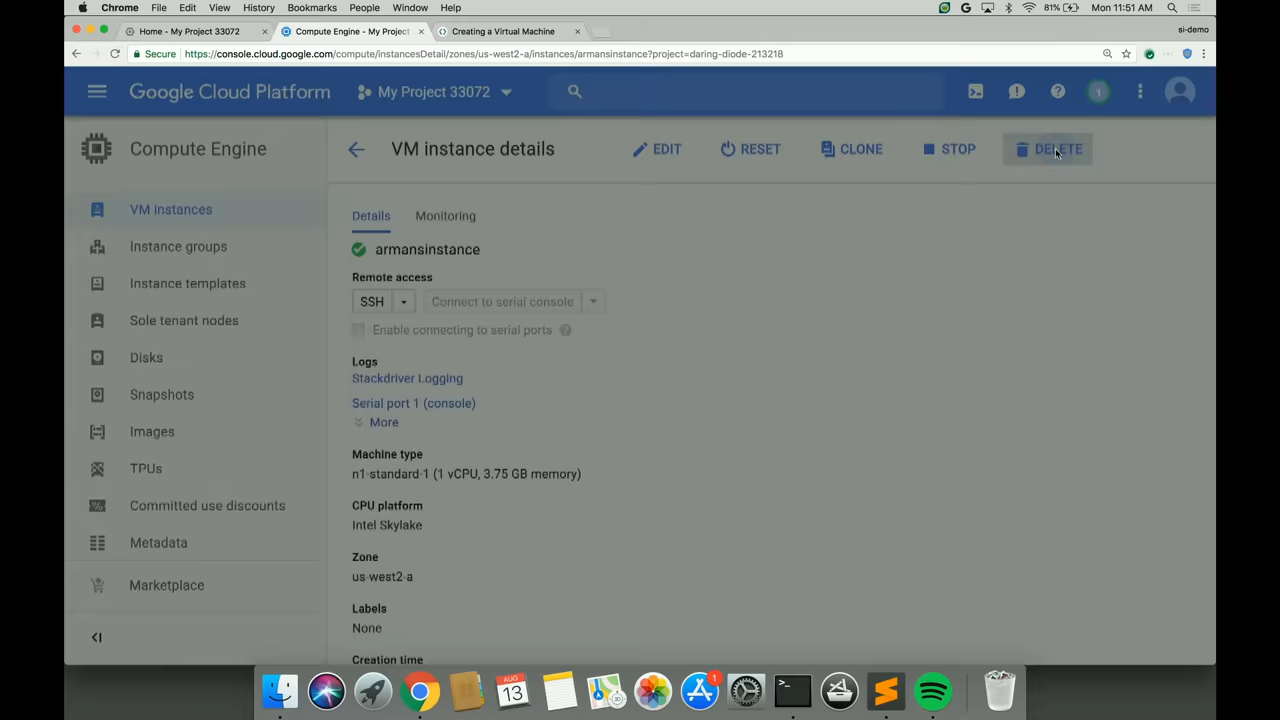 Chrome File Edit View History Bookmarks People Window Help 81% Mon 11:51 AM
Home - My Project 33072 Compute Engine - My Project Creating a Virtual Machine si-demo
Secure https://console.cloud.google.com/compute/instancesDetail/zones/us-west2-a/instances/armansinstance?project=daring-diode-213218
Google Cloud Platform My Project 33072 1
Compute Engine VM instance details EDIT RESET CLONE STOP DELETE
VM instances
Instance groups
Instance templates
Sole tenant nodes
Disks
Snapshots
Images
TPUs
Committed use discounts
Metadata
Marketplace
Details Monitoring
armansinstance
Remote access
SSH Connect to serial console
Enable connecting to serial ports
Logs
Stackdriver Logging
Serial port 1 (console)
More
Machine type
n1-standard-1 (1 vCPU, 3.75 GB memory)
CPU platform
Intel Skylake
Zone
us-west2-a
Labels
None
Creation time
AUG
13
1